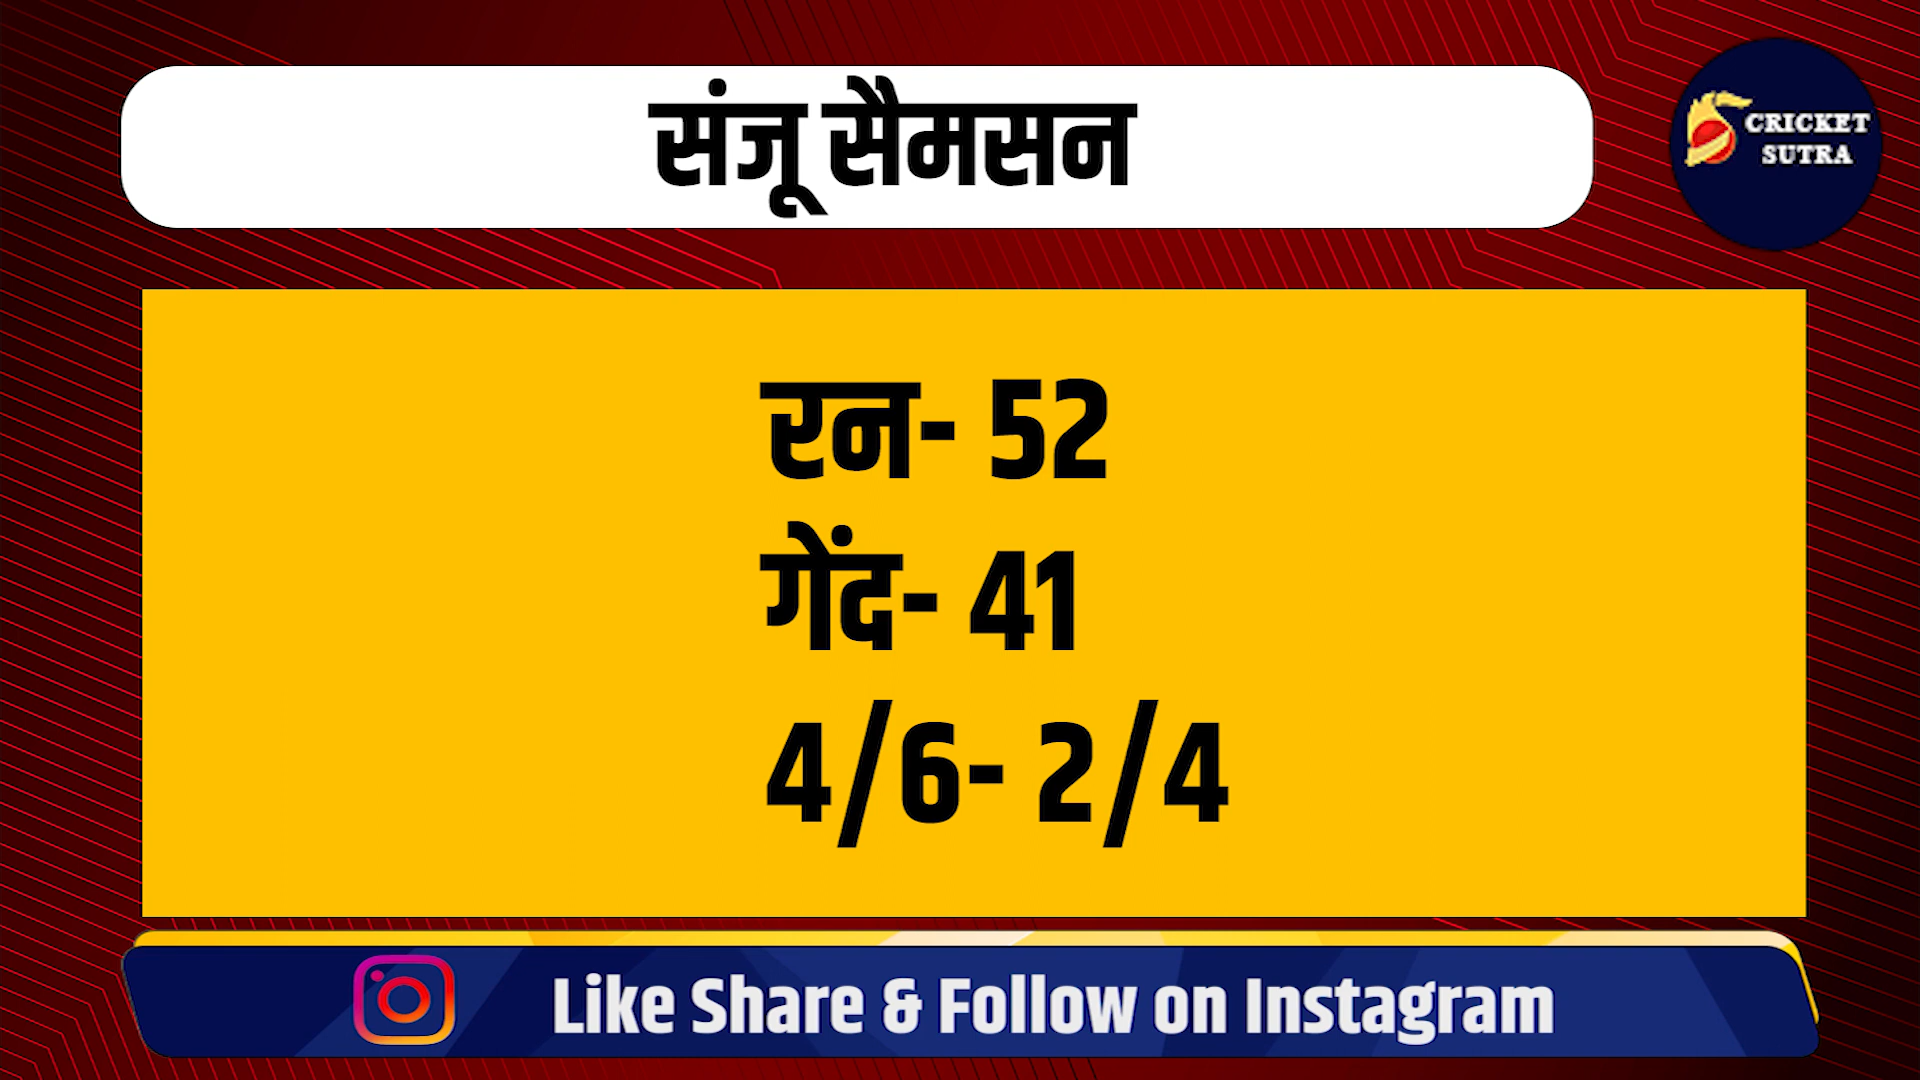 संजू सैमसन
CRICKET
SUTRA
रन- 52
गेंद- 41
4/6- 2/4
Like Share & Follow on Instagram